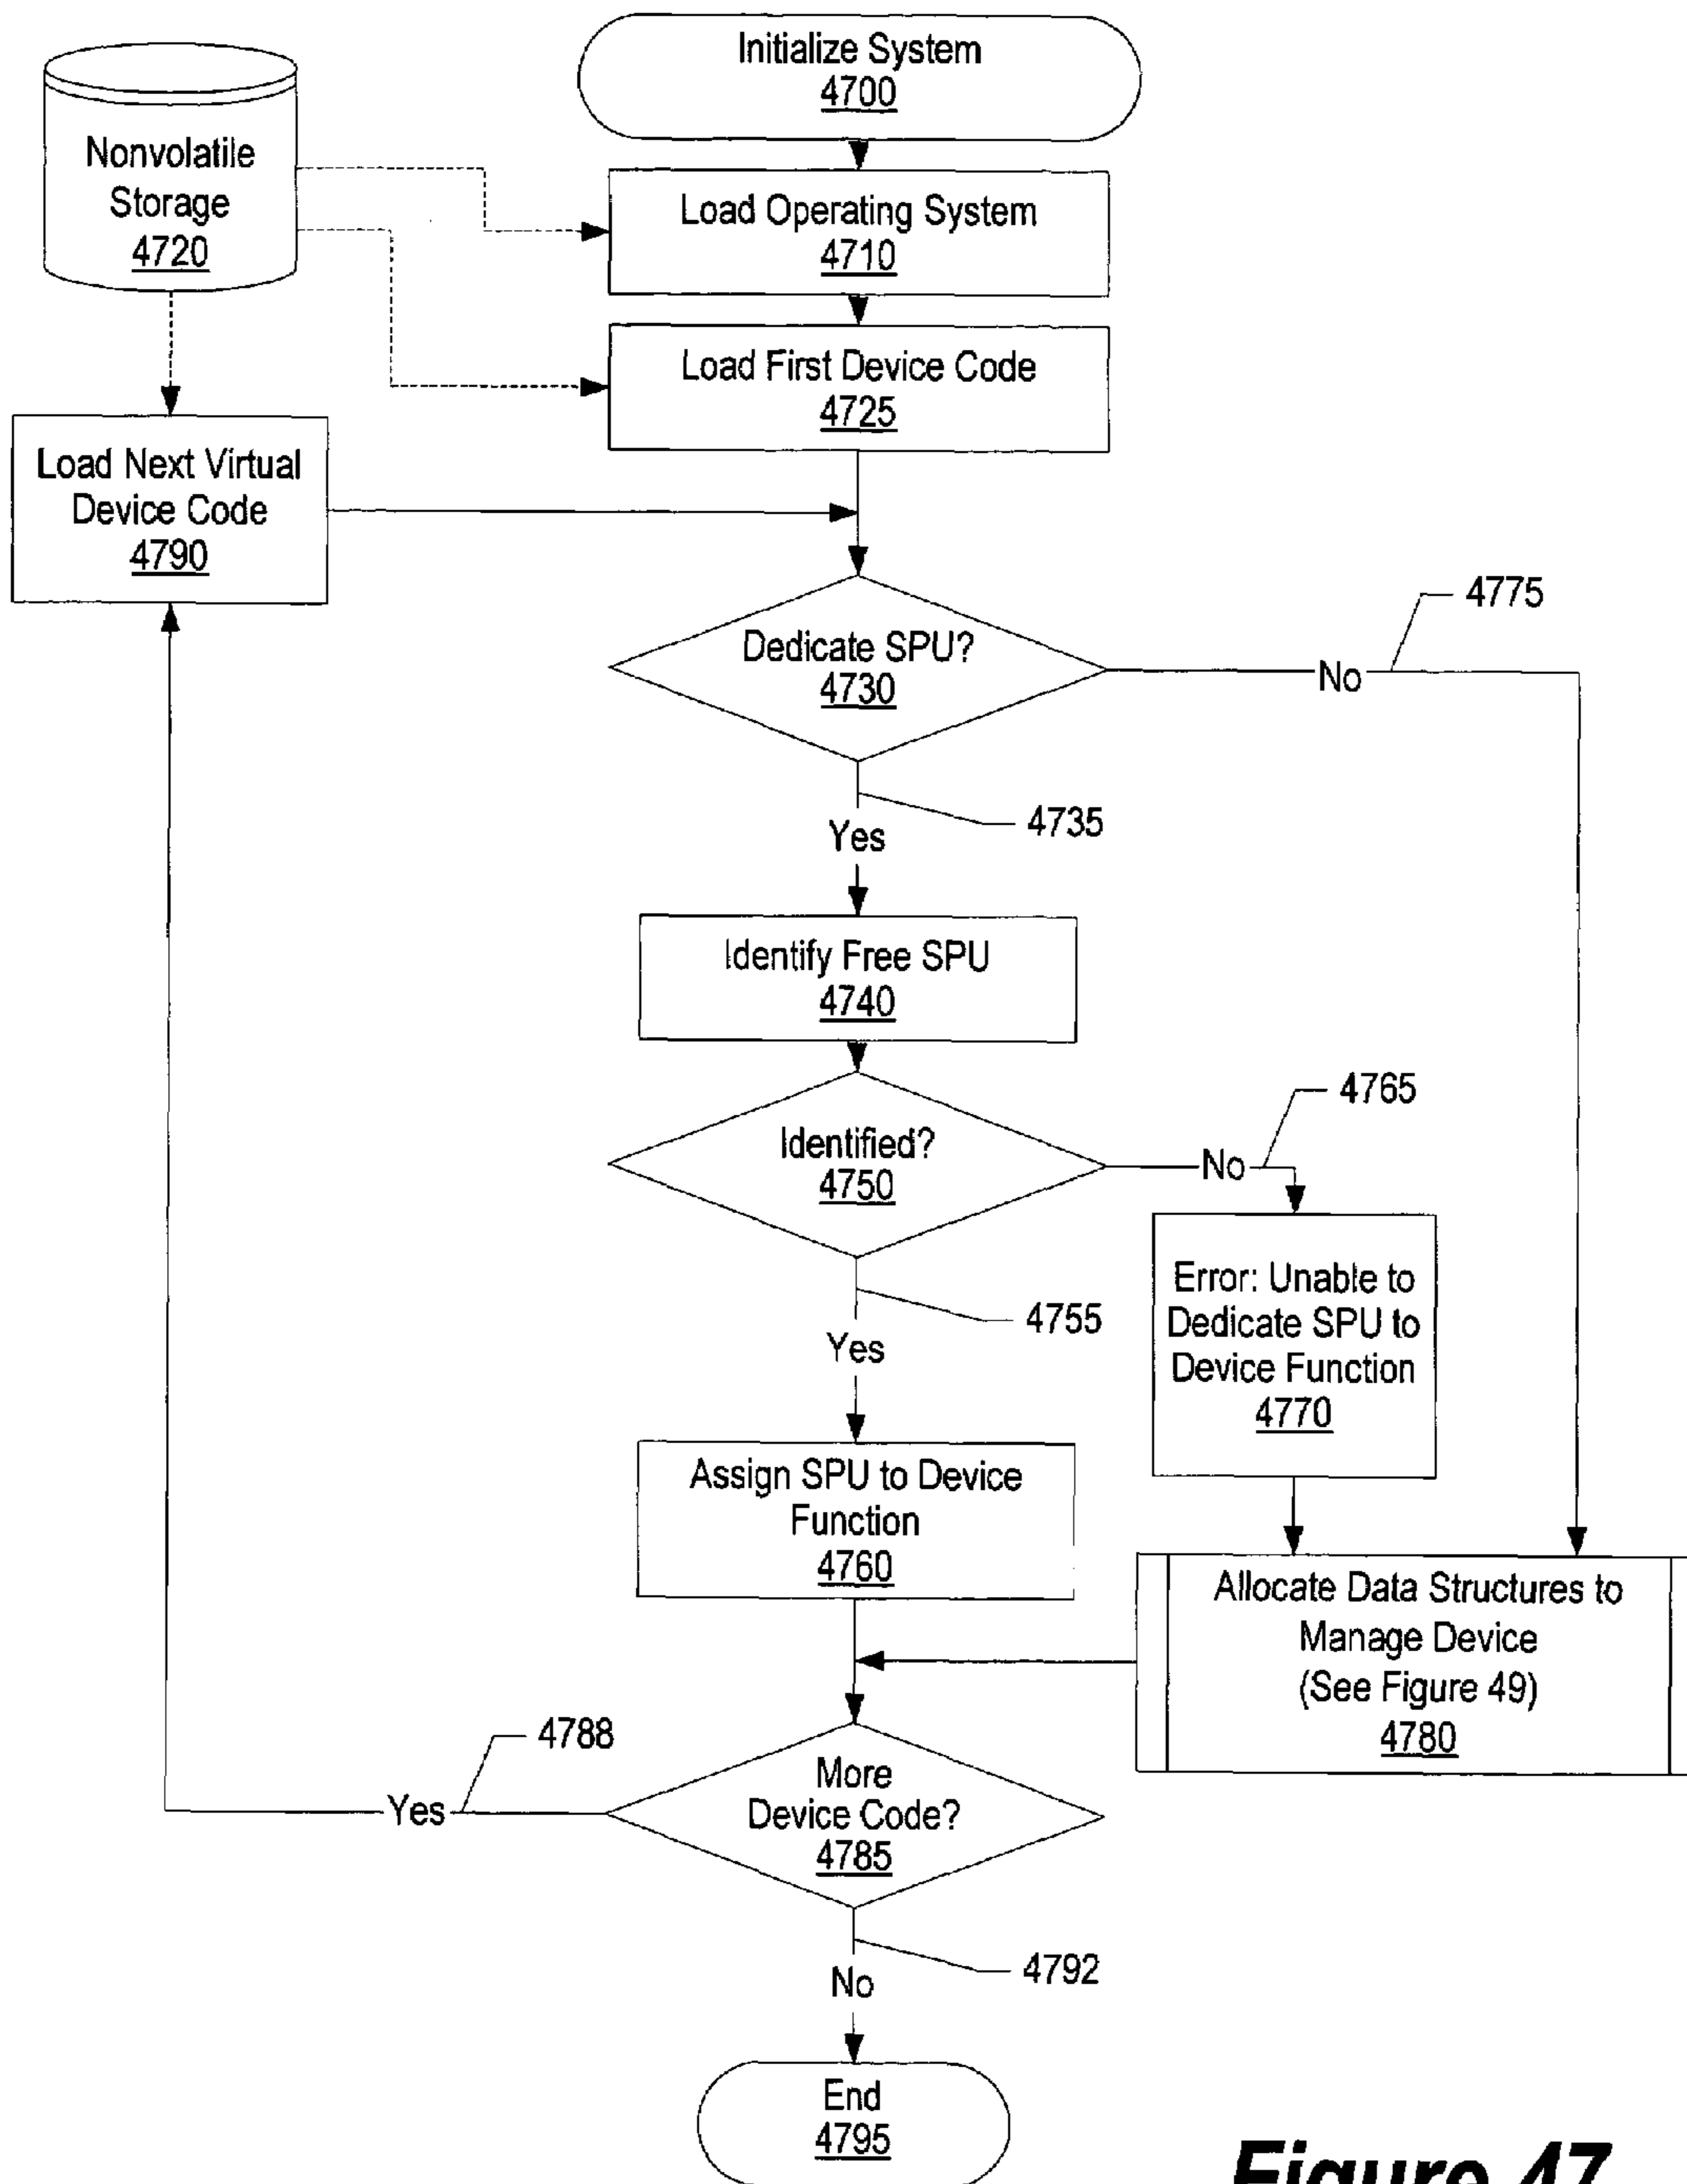 Initialize System
4700
Nonvolatile
Storage
4720
Load Operating System
4710
Load First Device Code
4725
Load Next Virtual
Device Code
4790
Dedicate SPU?
4730
No
4775
4735
Yes
Identify Free SPU
4740
Identified?
4750
No
4765
4755
Yes
Error: Unable to
Dedicate SPU to
Device Function
4770
Assign SPU to Device
Function
4760
Allocate Data Structures to
Manage Device
(See Figure 49)
4780
4788
Yes
More
Device Code?
4785
4792
No
End
4795
Figure 47